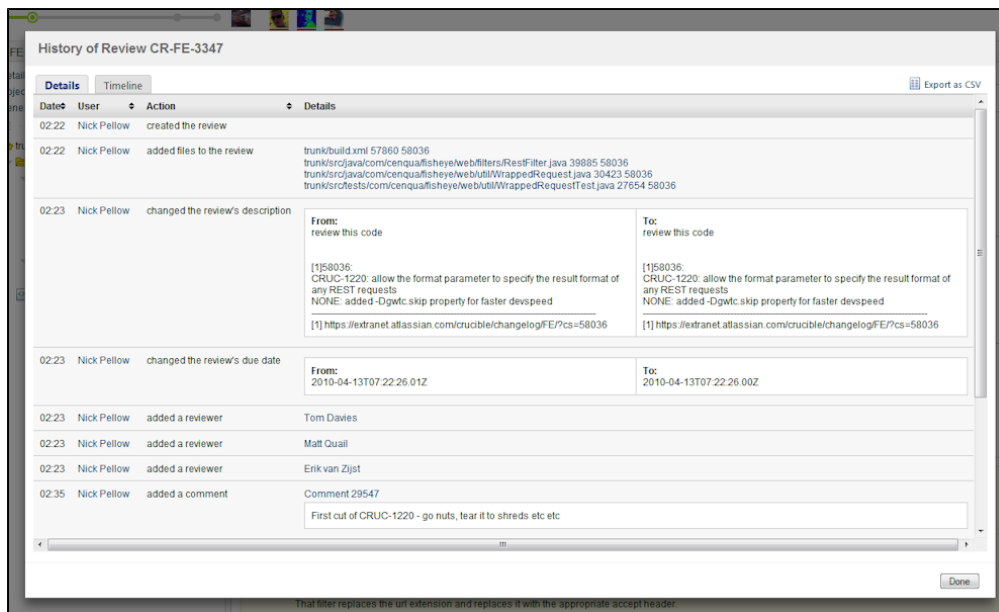 History of Review CR-FE-3347
Details Timeline Export as CSV
Date User Action Details
02:22 Nick Pellow created the review
02:22 Nick Pellow added files to the review trunk/build.xml 57860 58036
trunk/src/java/com/cenqua/fisheye/web/filters/RestFilter.java 39885 58036
trunk/src/java/com/cenqua/fisheye/web/util/WrappedRequest.java 30423 58036
trunk/src/tests/com/cenqua/fisheye/web/util/WrappedRequestTest.java 27654 58036
02:23 Nick Pellow changed the review's description
From: To:
review this code review this code
[1]58036: [1]58036:
CRUC-1220: allow the format parameter to specify the result format of CRUC-1220: allow the format parameter to specify the result format of
any REST requests any REST requests
NONE: added -Dgwtc.skip property for faster devspeed NONE: added -Dgwtc.skip property for faster devspeed
[1] https://extranet.atlassian.com/crucible/changelog/FE/?cs=58036 [1] https://extranet.atlassian.com/crucible/changelog/FE/?cs=58036
02:23 Nick Pellow changed the review's due date
From: To:
2010-04-13T07:22:26.01Z 2010-04-13T07:22:26.00Z
02:23 Nick Pellow added a reviewer Tom Davies
02:23 Nick Pellow added a reviewer Matt Quail
02:23 Nick Pellow added a reviewer Erik van Zijst
02:35 Nick Pellow added a comment Comment 29547
First cut of CRUC-1220 - go nuts, tear it to shreds etc etc
Done
That filter replaces the url extension and replaces it with the appropriate accept header.